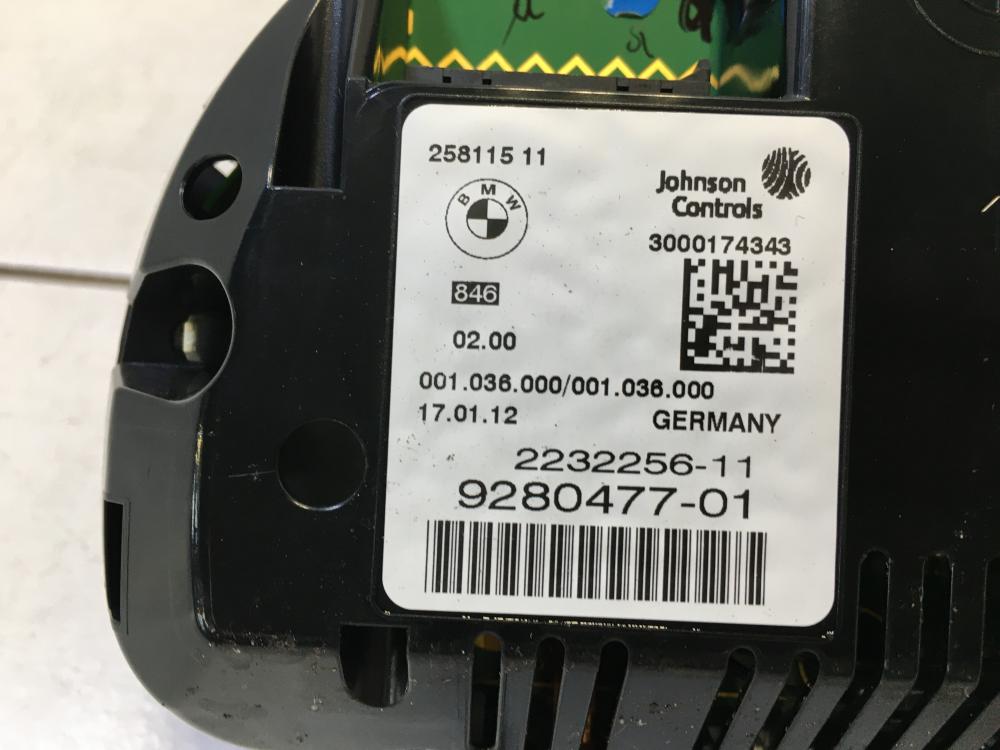 258115 11
BMW
Johnson
Controls
3000174343
846
02.00
001.036.000/001.036.000
17.01.12
GERMANY
2232256-11
9280477-01